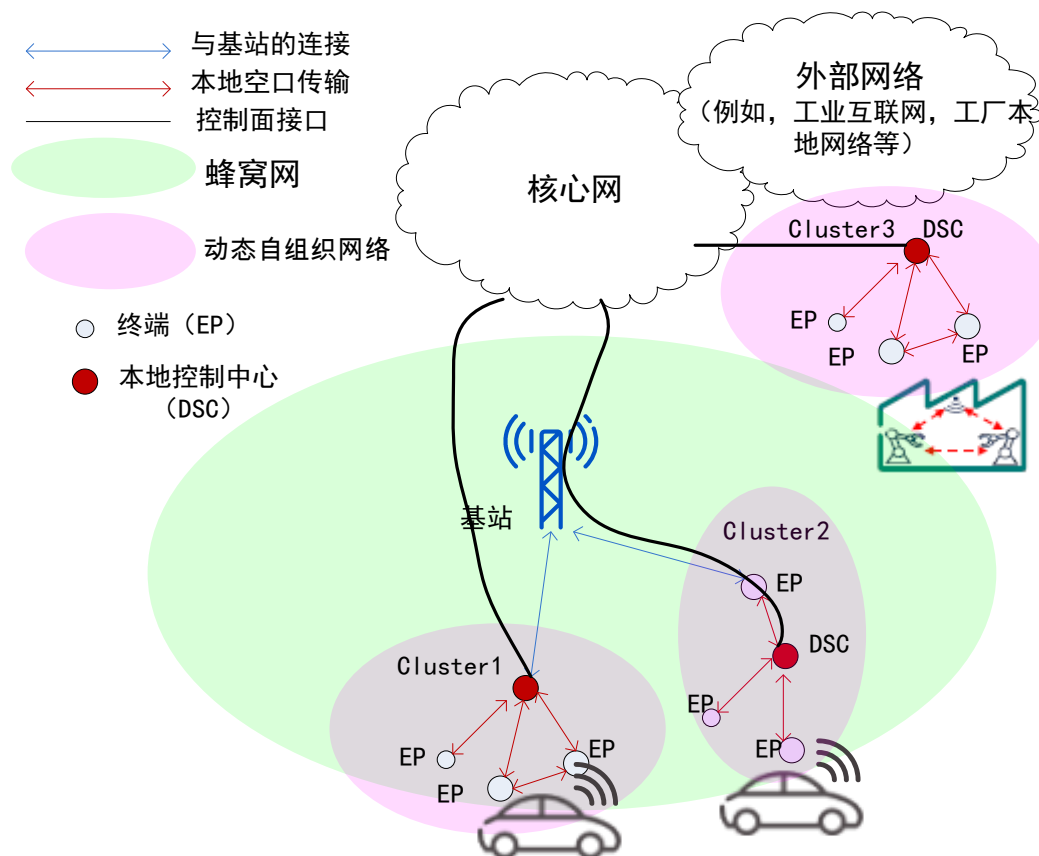 与基站的连接
本地空口传输
控制面接口
蜂窝网
动态自组织网络
终端（EP）
本地控制中心
（DSC）
外部网络
（例如，工业互联网，工厂本
地网络等）
核心网
Cluster3
DSC
EP
EP
EP
基站
Cluster2
EP
DSC
EP
EP
Cluster1
EP
EP
EP